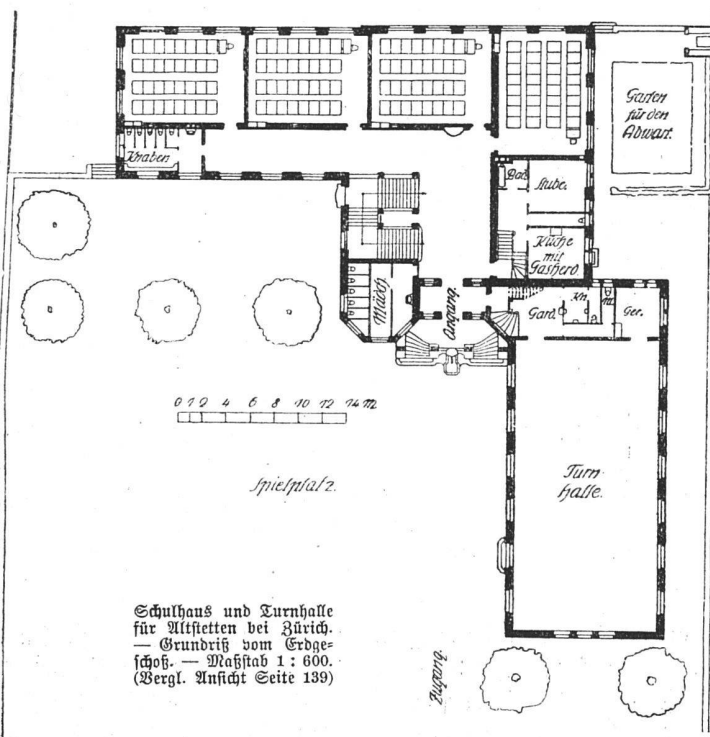 Garten
für den
Abwart.
Knaben
Bad.
Stube.
Küche
mit
Gasherd.
Mädch.
Gard.
Kn.
M.
Ger.
0 1 2 4 6 8 10 12 14 m
Spielplatz.
Turn
halle.
Schulhaus und Turnhalle
für Altstetten bei Zürich.
— Grundriß vom Erdge-
schoß. — Maßstab 1 : 600.
(Vergl. Ansicht Seite 139)
Zugang.